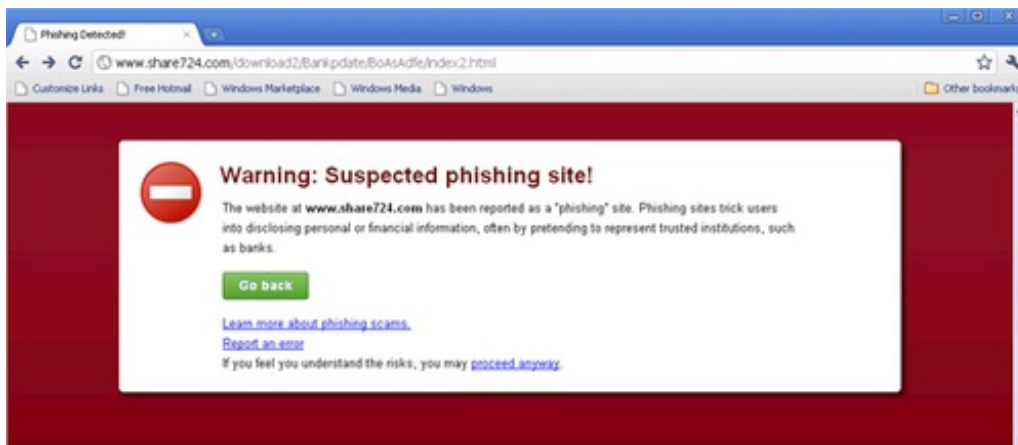 Phishing Detected!
www.share724.com/download2/Bankpdate/BoAsAdfe/index2.html
Customize Links Free Hotmail Windows Marketplace Windows Media Windows Other bookmarks
Warning: Suspected phishing site!
The website at www.share724.com has been reported as a "phishing" site. Phishing sites trick users
into disclosing personal or financial information, often by pretending to represent trusted institutions, such
as banks.
Go back
Learn more about phishing scams.
Report an error
If you feel you understand the risks, you may proceed anyway.